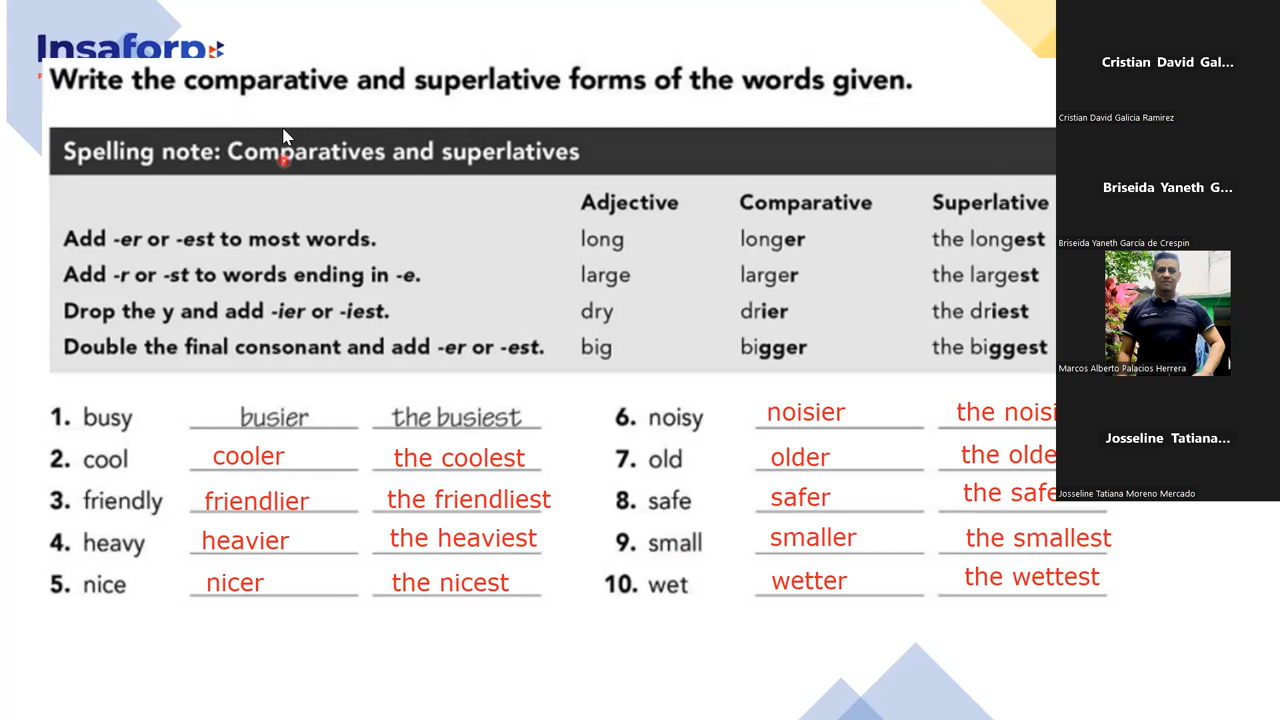 Insaforp
Write the comparative and superlative forms of the words given.
Spelling note: Comparatives and superlatives
Adjective Comparative Superlative
Add -er or -est to most words. long longer the longest
Add -r or -st to words ending in -e. large larger the largest
Drop the y and add -ier or -iest. dry drier the driest
Double the final consonant and add -er or -est. big bigger the biggest
1. busy busier the busiest
2. cool cooler the coolest
3. friendly friendlier the friendliest
4. heavy heavier the heaviest
5. nice nicer the nicest
6. noisy noisier the noisi
7. old older the olde
8. safe safer the safe
9. small smaller the smallest
10. wet wetter the wettest
Cristian David Gal...
Cristian David Galicia Ramirez
Briseida Yaneth G...
Briseida Yaneth García de Crespin
Marcos Alberto Palacios Herrera
Josseline Tatiana...
Josseline Tatiana Moreno Mercado